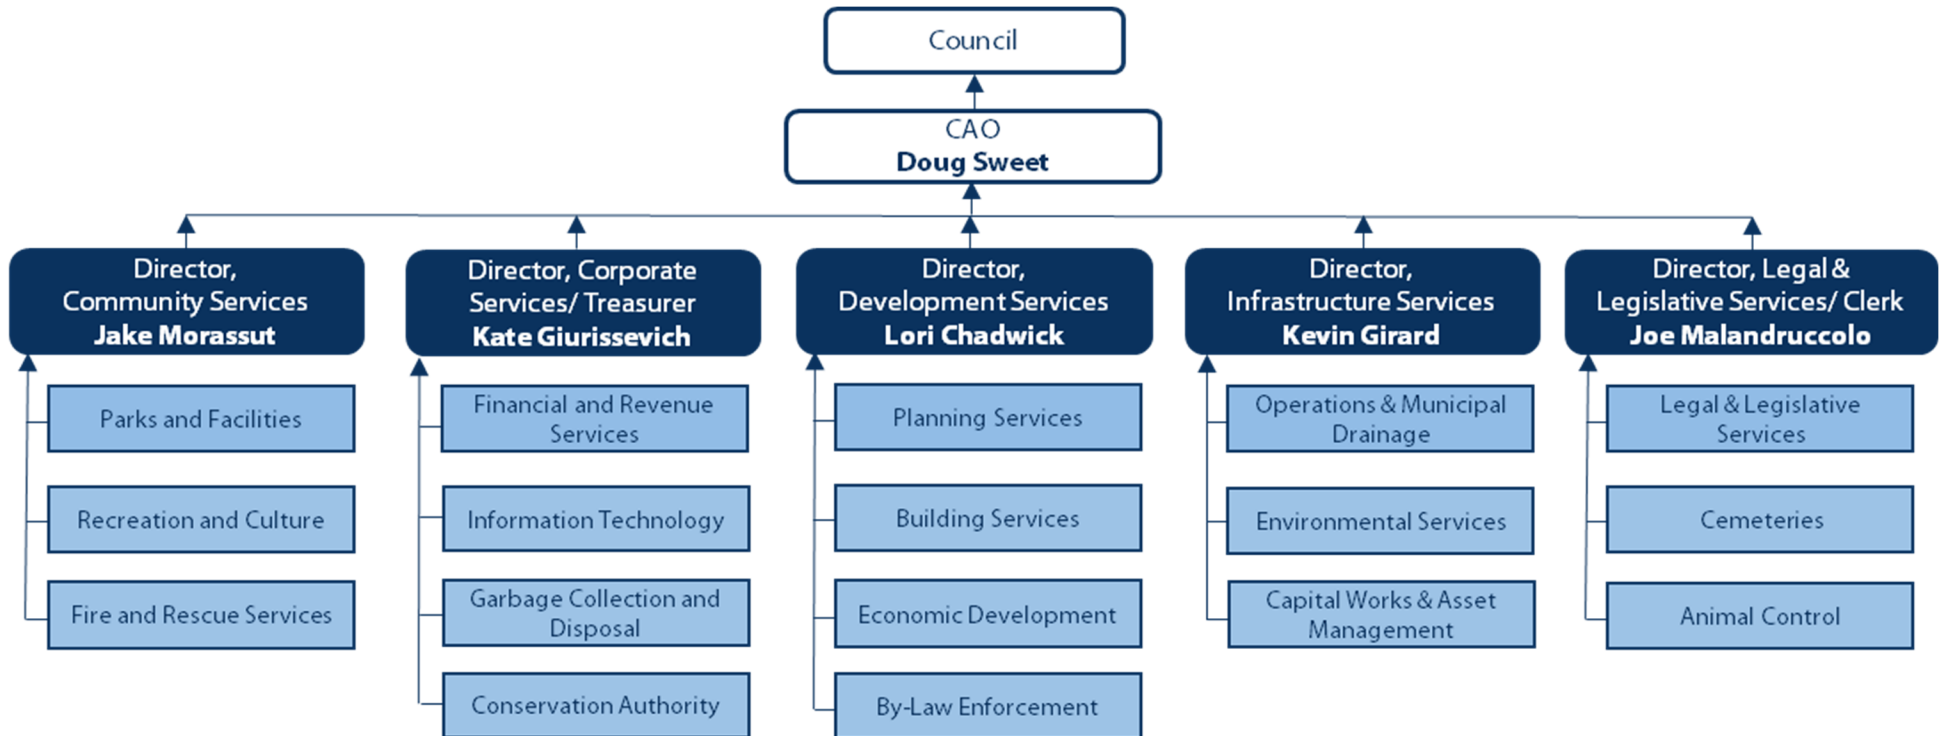 Council
CAO
Doug Sweet
Director,
Community Services
Jake Morassut
Director, Corporate
Services/ Treasurer
Kate Giurissevich
Director,
Development Services
Lori Chadwick
Director,
Infrastructure Services
Kevin Girard
Director, Legal &
Legislative Services/ Clerk
Joe Malandruccolo
Parks and Facilities
Recreation and Culture
Fire and Rescue Services
Financial and Revenue
Services
Information Technology
Garbage Collection and
Disposal
Conservation Authority
Planning Services
Building Services
Economic Development
By-Law Enforcement
Operations & Municipal
Drainage
Environmental Services
Capital Works & Asset
Management
Legal & Legislative
Services
Cemeteries
Animal Control